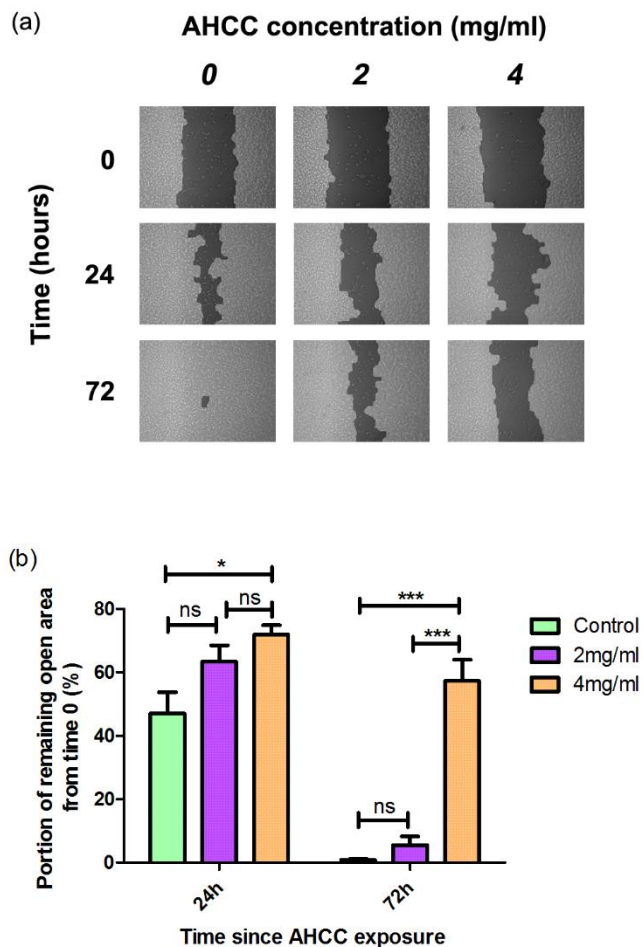 (a)
AHCC concentration (mg/ml)
0 2 4
Time (hours)
0
24
72
(b)
Portion of remaining open area
from time 0 (%)
80
60
40
20
0
*
ns
ns
***
***
ns
24h
72h
Time since AHCC exposure
Control
2mg/ml
4mg/ml